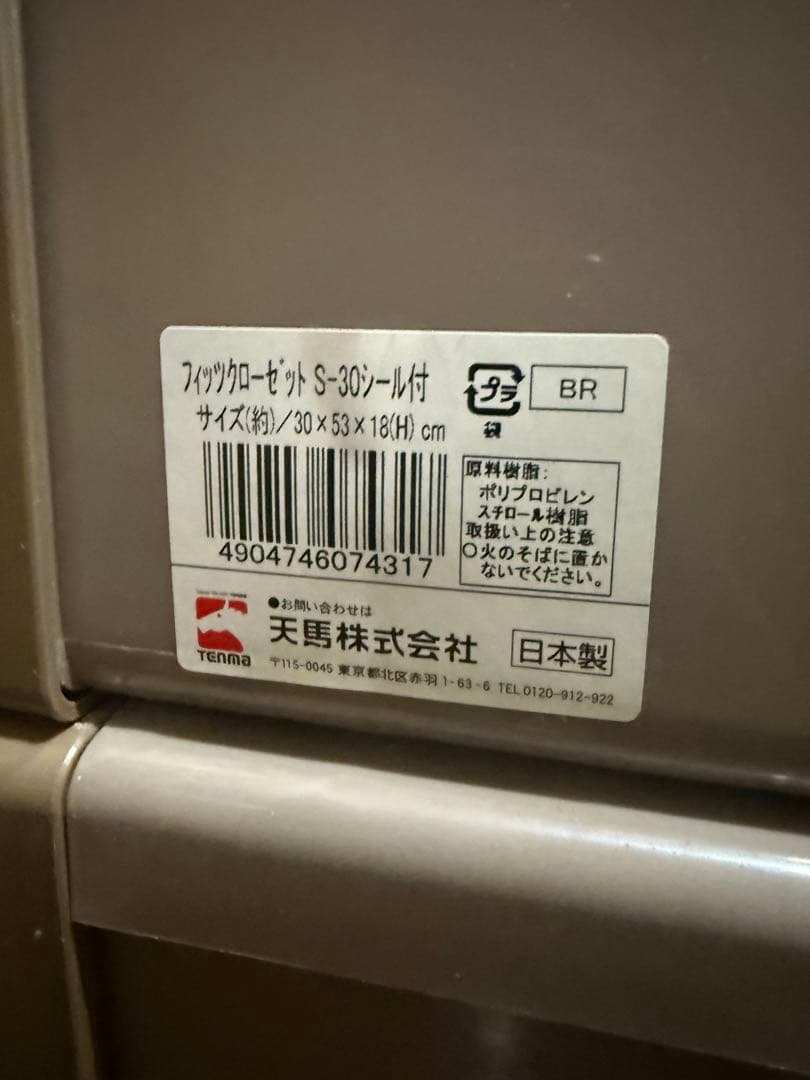 フィッツクローゼット S-30シール付
サイズ(約)/30×53×18(H) cm
4904746074317
プラ
袋
BR
原料樹脂:
ポリプロピレン
スチロール樹脂
取扱い上の注意
○火のそばに置か
ないでください。
TENMA
●お問い合わせは
天馬株式会社
日本製
〒115-0045 東京都北区赤羽 1-63-6 TEL 0120-912-922